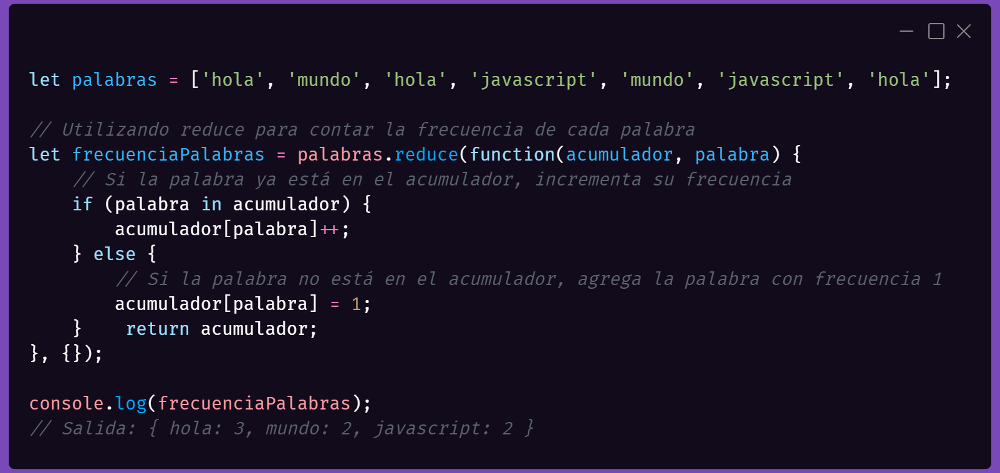 let palabras = ['hola', 'mundo', 'hola', 'javascript', 'mundo', 'javascript', 'hola'];

// Utilizando reduce para contar la frecuencia de cada palabra
let frecuenciaPalabras = palabras.reduce(function(acumulador, palabra) {
    // Si la palabra ya está en el acumulador, incrementa su frecuencia
    if (palabra in acumulador) {
        acumulador[palabra]++;
    } else {
        // Si la palabra no está en el acumulador, agrega la palabra con frecuencia 1
        acumulador[palabra] = 1;
    }    return acumulador;
}, {});

console.log(frecuenciaPalabras);
// Salida: { hola: 3, mundo: 2, javascript: 2 }